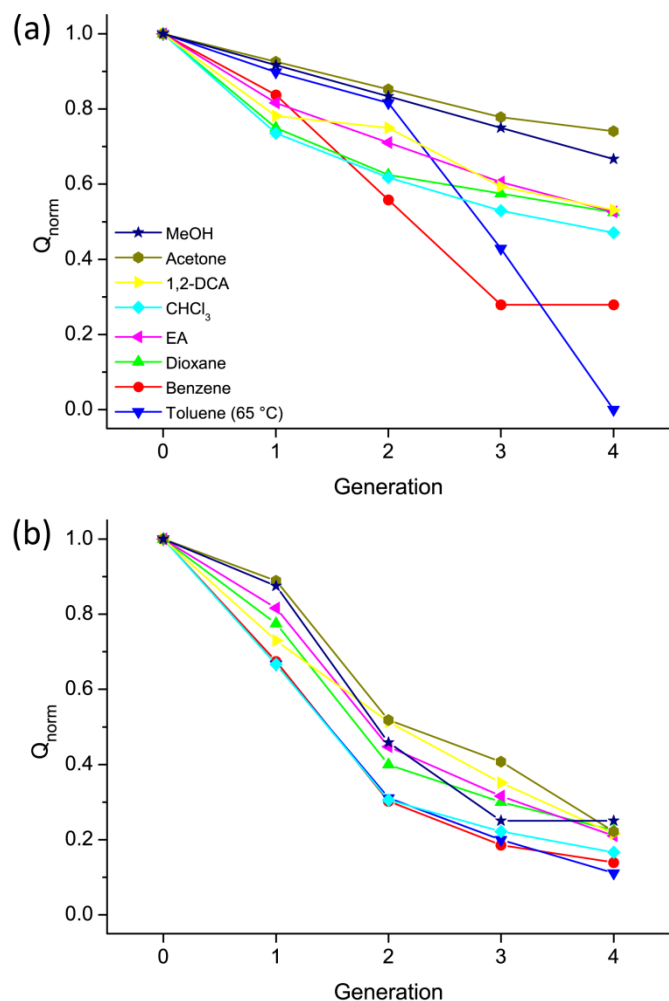 (a)
1.0
0.8
0.6
0.4
0.2
0.0
Qnorm
MeOH
Acetone
1,2-DCA
CHCl3
EA
Dioxane
Benzene
Toluene (65 °C)
0 1 2 3 4
Generation
(b)
1.0
0.8
0.6
0.4
0.2
0.0
Qnorm
0 1 2 3 4
Generation